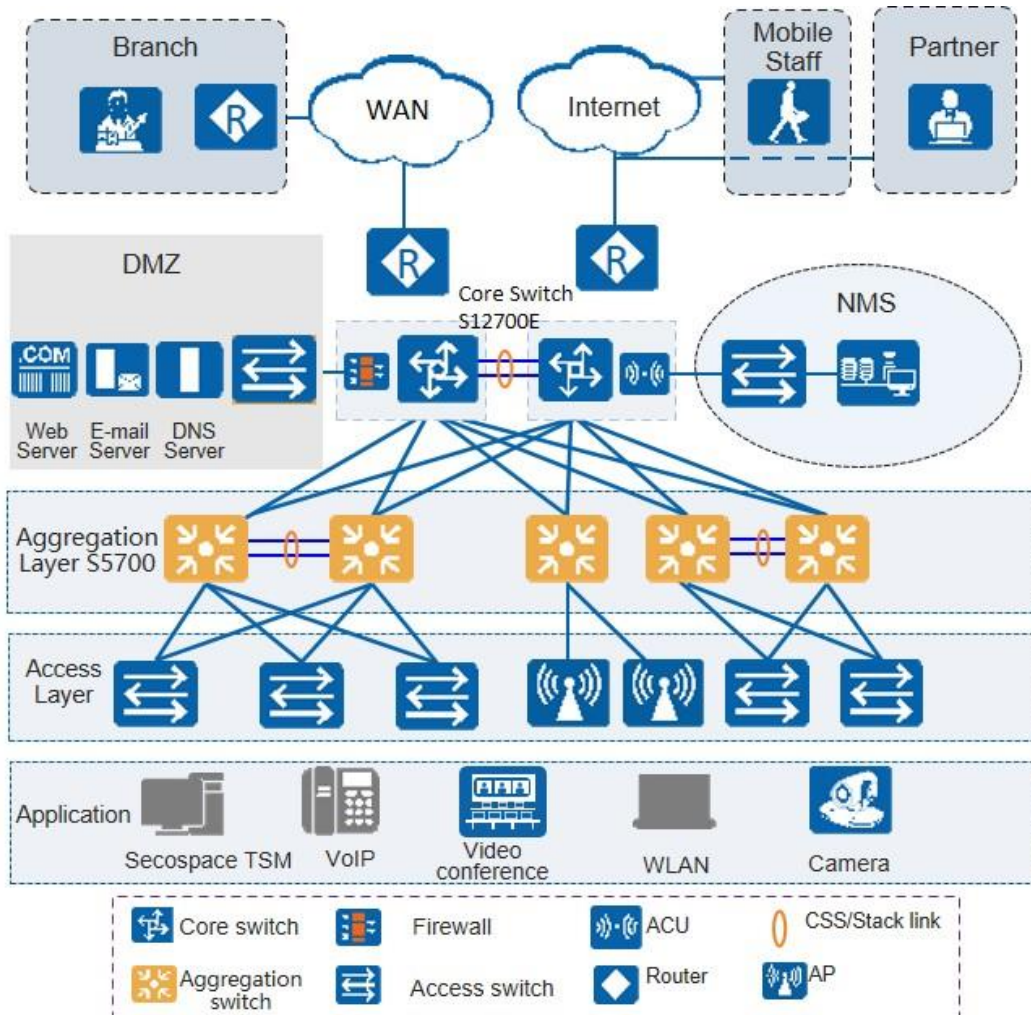 Branch
R
WAN
Internet
Mobile
Staff
Partner
R
R
DMZ
Core Switch
S12700E
NMS
.COM
Web
Server
E-mail
Server
DNS
Server
Aggregation
Layer S5700
Access
Layer
Application
Secospace TSM
VoIP
Video
conference
WLAN
Camera
Core switch
Firewall
ACU
CSS/Stack link
Aggregation
switch
Access switch
Router
AP